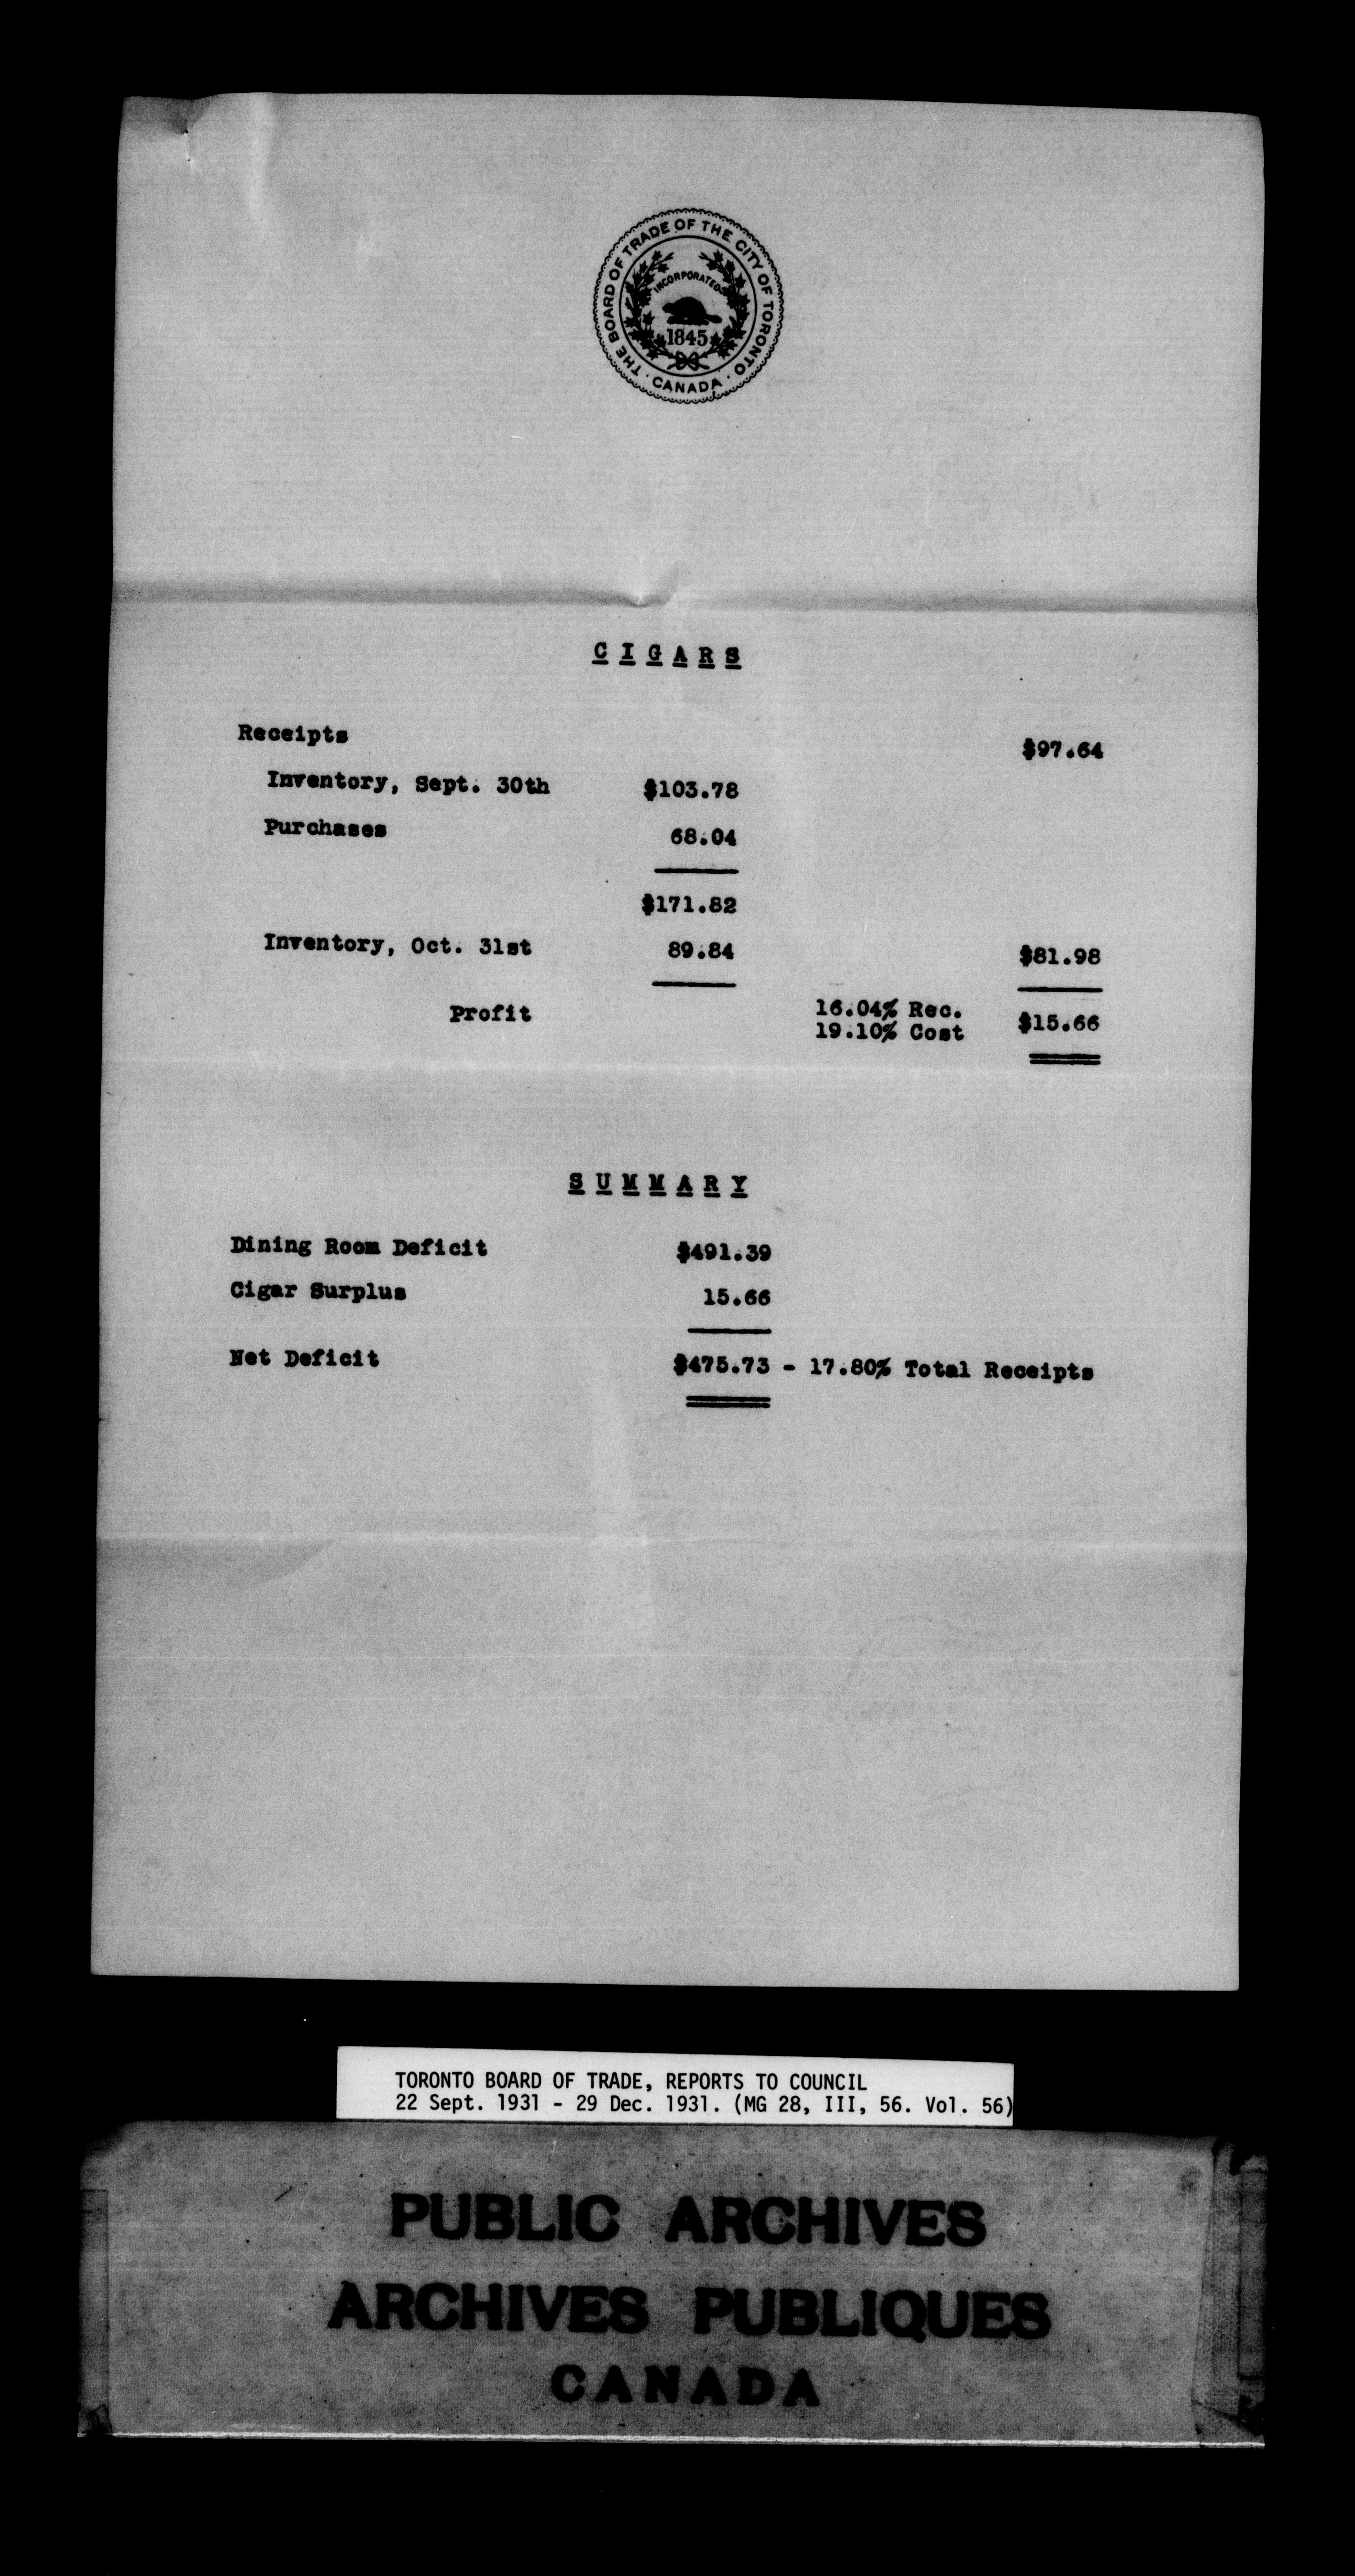 THE BOARD OF TRADE OF THE CITY OF TORONTO
· CANADA ·
INCORPORATED
1845
CIGARS
Receipts $97.64
Inventory, Sept. 30th $103.78
Purchases 68.04
$171.82
Inventory, Oct. 31st 89.84 $81.98
Profit 16.04% Rec. $15.66
19.10% Cost
SUMMARY
Dining Room Deficit $491.39
Cigar Surplus 15.66
Net Deficit $475.73 - 17.80% Total Receipts
TORONTO BOARD OF TRADE, REPORTS TO COUNCIL
22 Sept. 1931 - 29 Dec. 1931. (MG 28, III, 56. Vol. 56)
PUBLIC ARCHIVES
ARCHIVES PUBLIQUES
CANADA